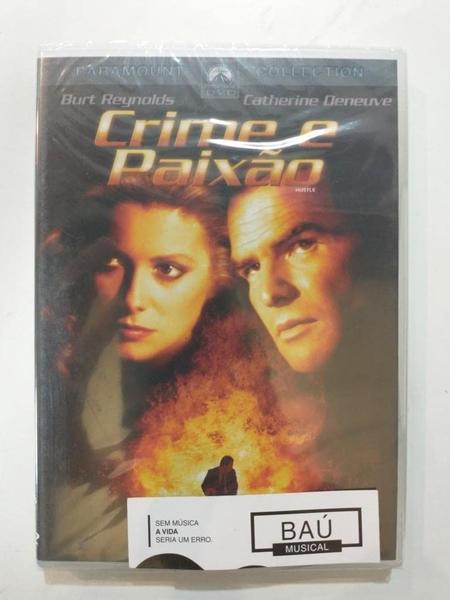 PARAMOUNT COLLECTION
DVD
Burt Reynolds Catherine Deneuve
Crime e
Paixão
HUSTLE
SEM MÚSICA
A VIDA
SERIA UM ERRO.
BAÚ
MUSICAL